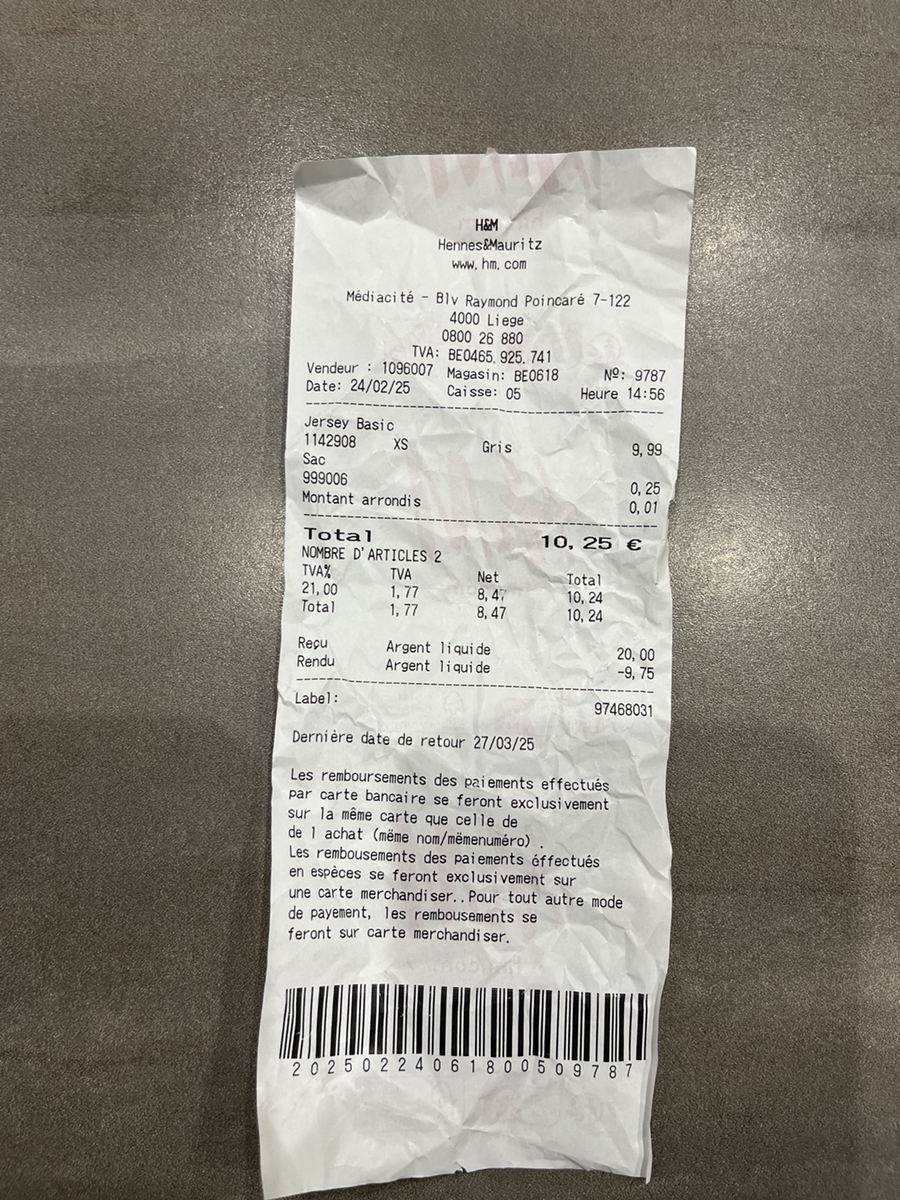 H&M
Hennes&Mauritz
www.hm.com
Médiacité - Blv Raymond Poincaré 7-122
4000 Liege
0800 26 880
TVA: BE0465.925.741
Vendeur : 1096007 Magasin: BE0618 Nº: 9787
Date: 24/02/25 Caisse: 05 Heure 14:56
Jersey Basic
1142908 XS Gris 9,99
Sac
999006 0,25
Montant arrondis 0,01
Total 10,25 €
NOMBRE D'ARTICLES 2
TVA% TVA Net Total
21,00 1,77 8,47 10,24
Total 1,77 8,47 10,24
Reçu Argent liquide 20,00
Rendu Argent liquide -9,75
Label: 97468031
Dernière date de retour 27/03/25
Les remboursements des paiements effectués
par carte bancaire se feront exclusivement
sur la même carte que celle de
de l achat (mëme nom/mëmenuméro) .
Les rembousements des paiements éffectués
en espèces se feront exclusivement sur
une carte merchandiser..Pour tout autre mode
de payement, les rembousements se
feront sur carte merchandiser.
20250224061800509787